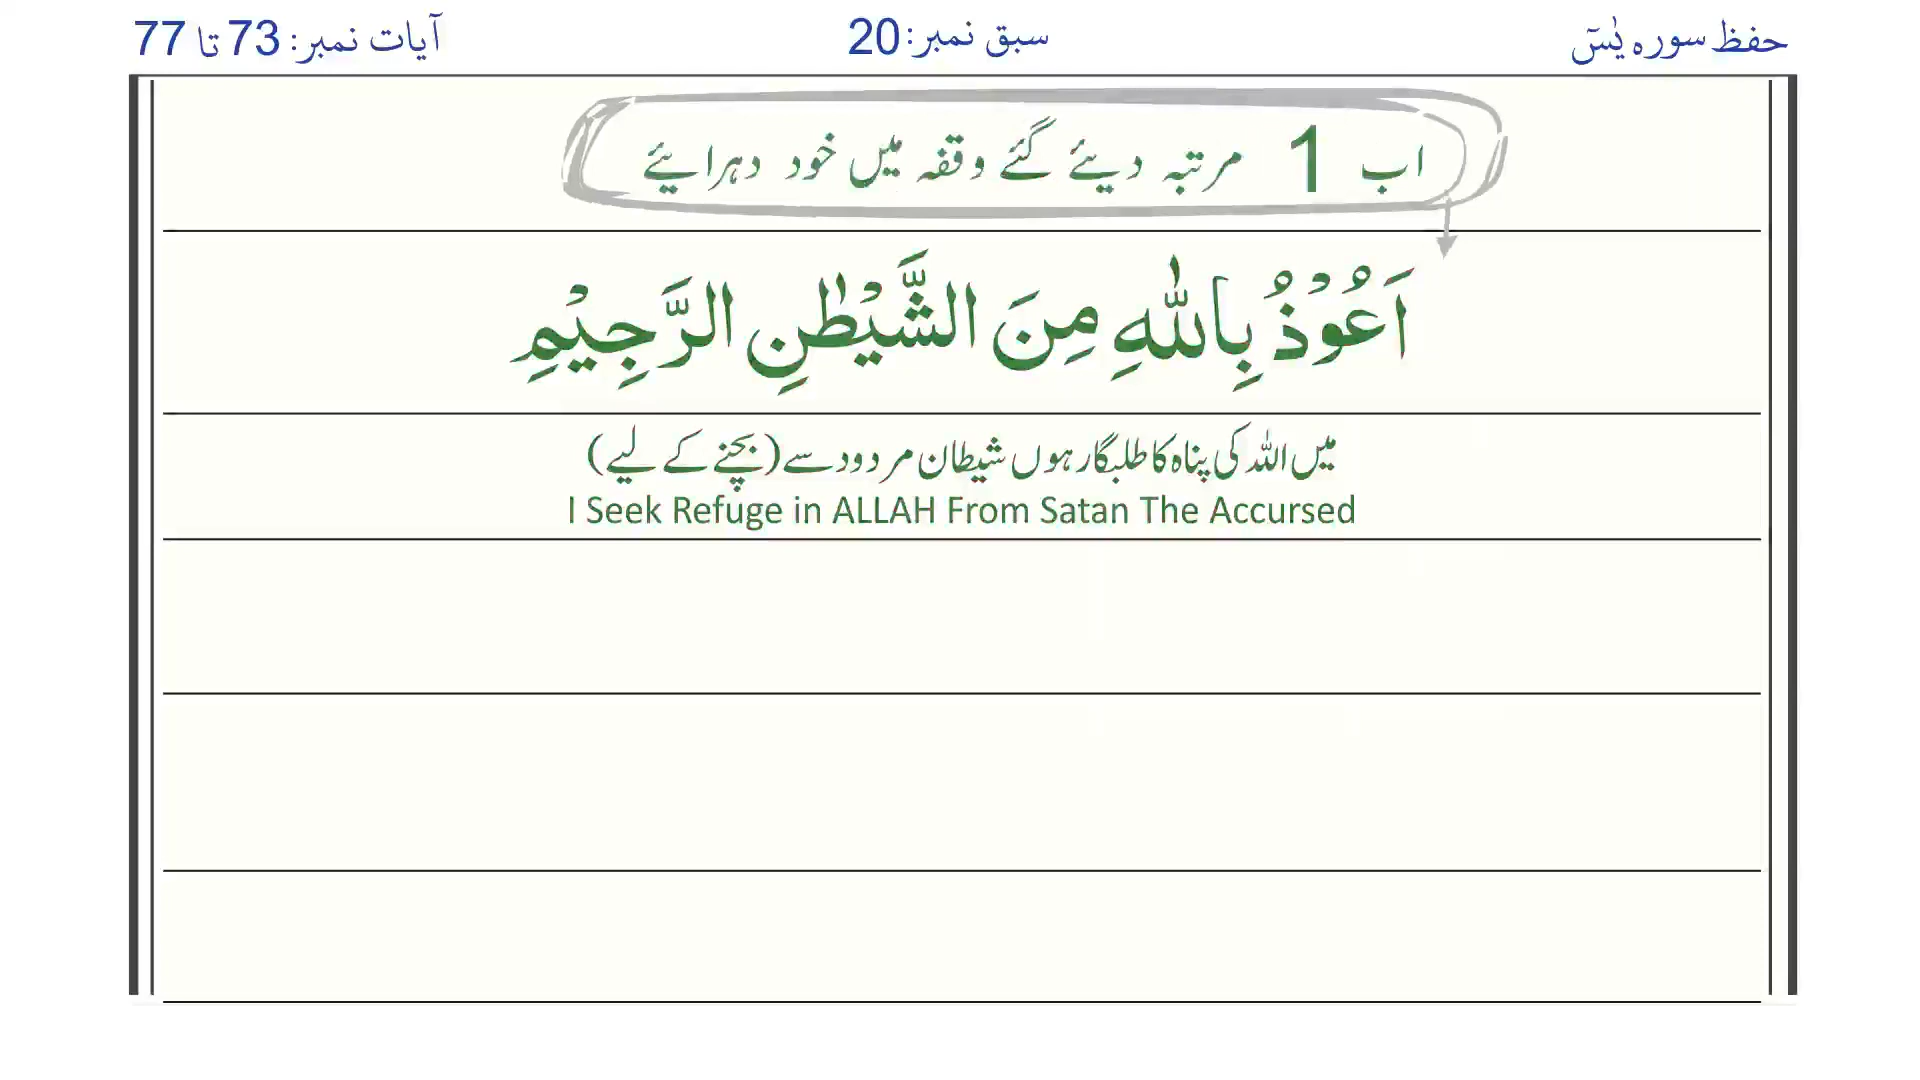 حفظ سورہ یٰسٓ
سبق نمبر: 20
آیات نمبر: 73 تا 77
اب 1 مرتبہ دیئے گئے وقفہ میں خود دہرایئے
اَعُوْذُ بِاللّٰهِ مِنَ الشَّیْطٰنِ الرَّجِیْمِ
میں اللہ کی پناہ کا طلبگار ہوں شیطان مردود سے (بچنے کے لیے)
I Seek Refuge in ALLAH From Satan The Accursed